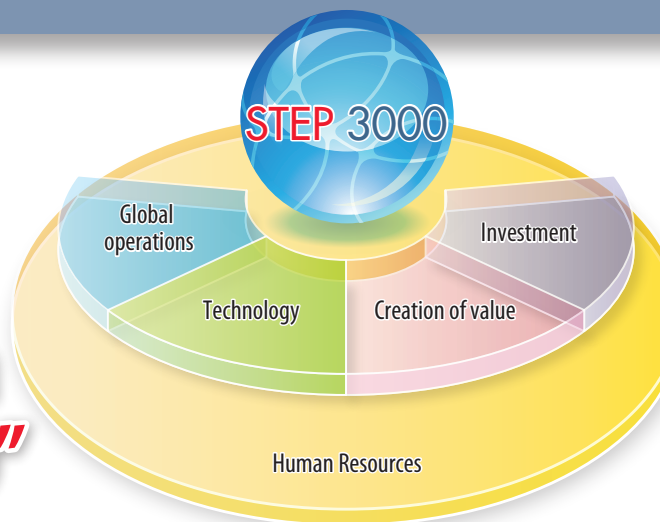 STEP 3000
Global
operations
Investment
Technology
Creation of value
Human Resources
”